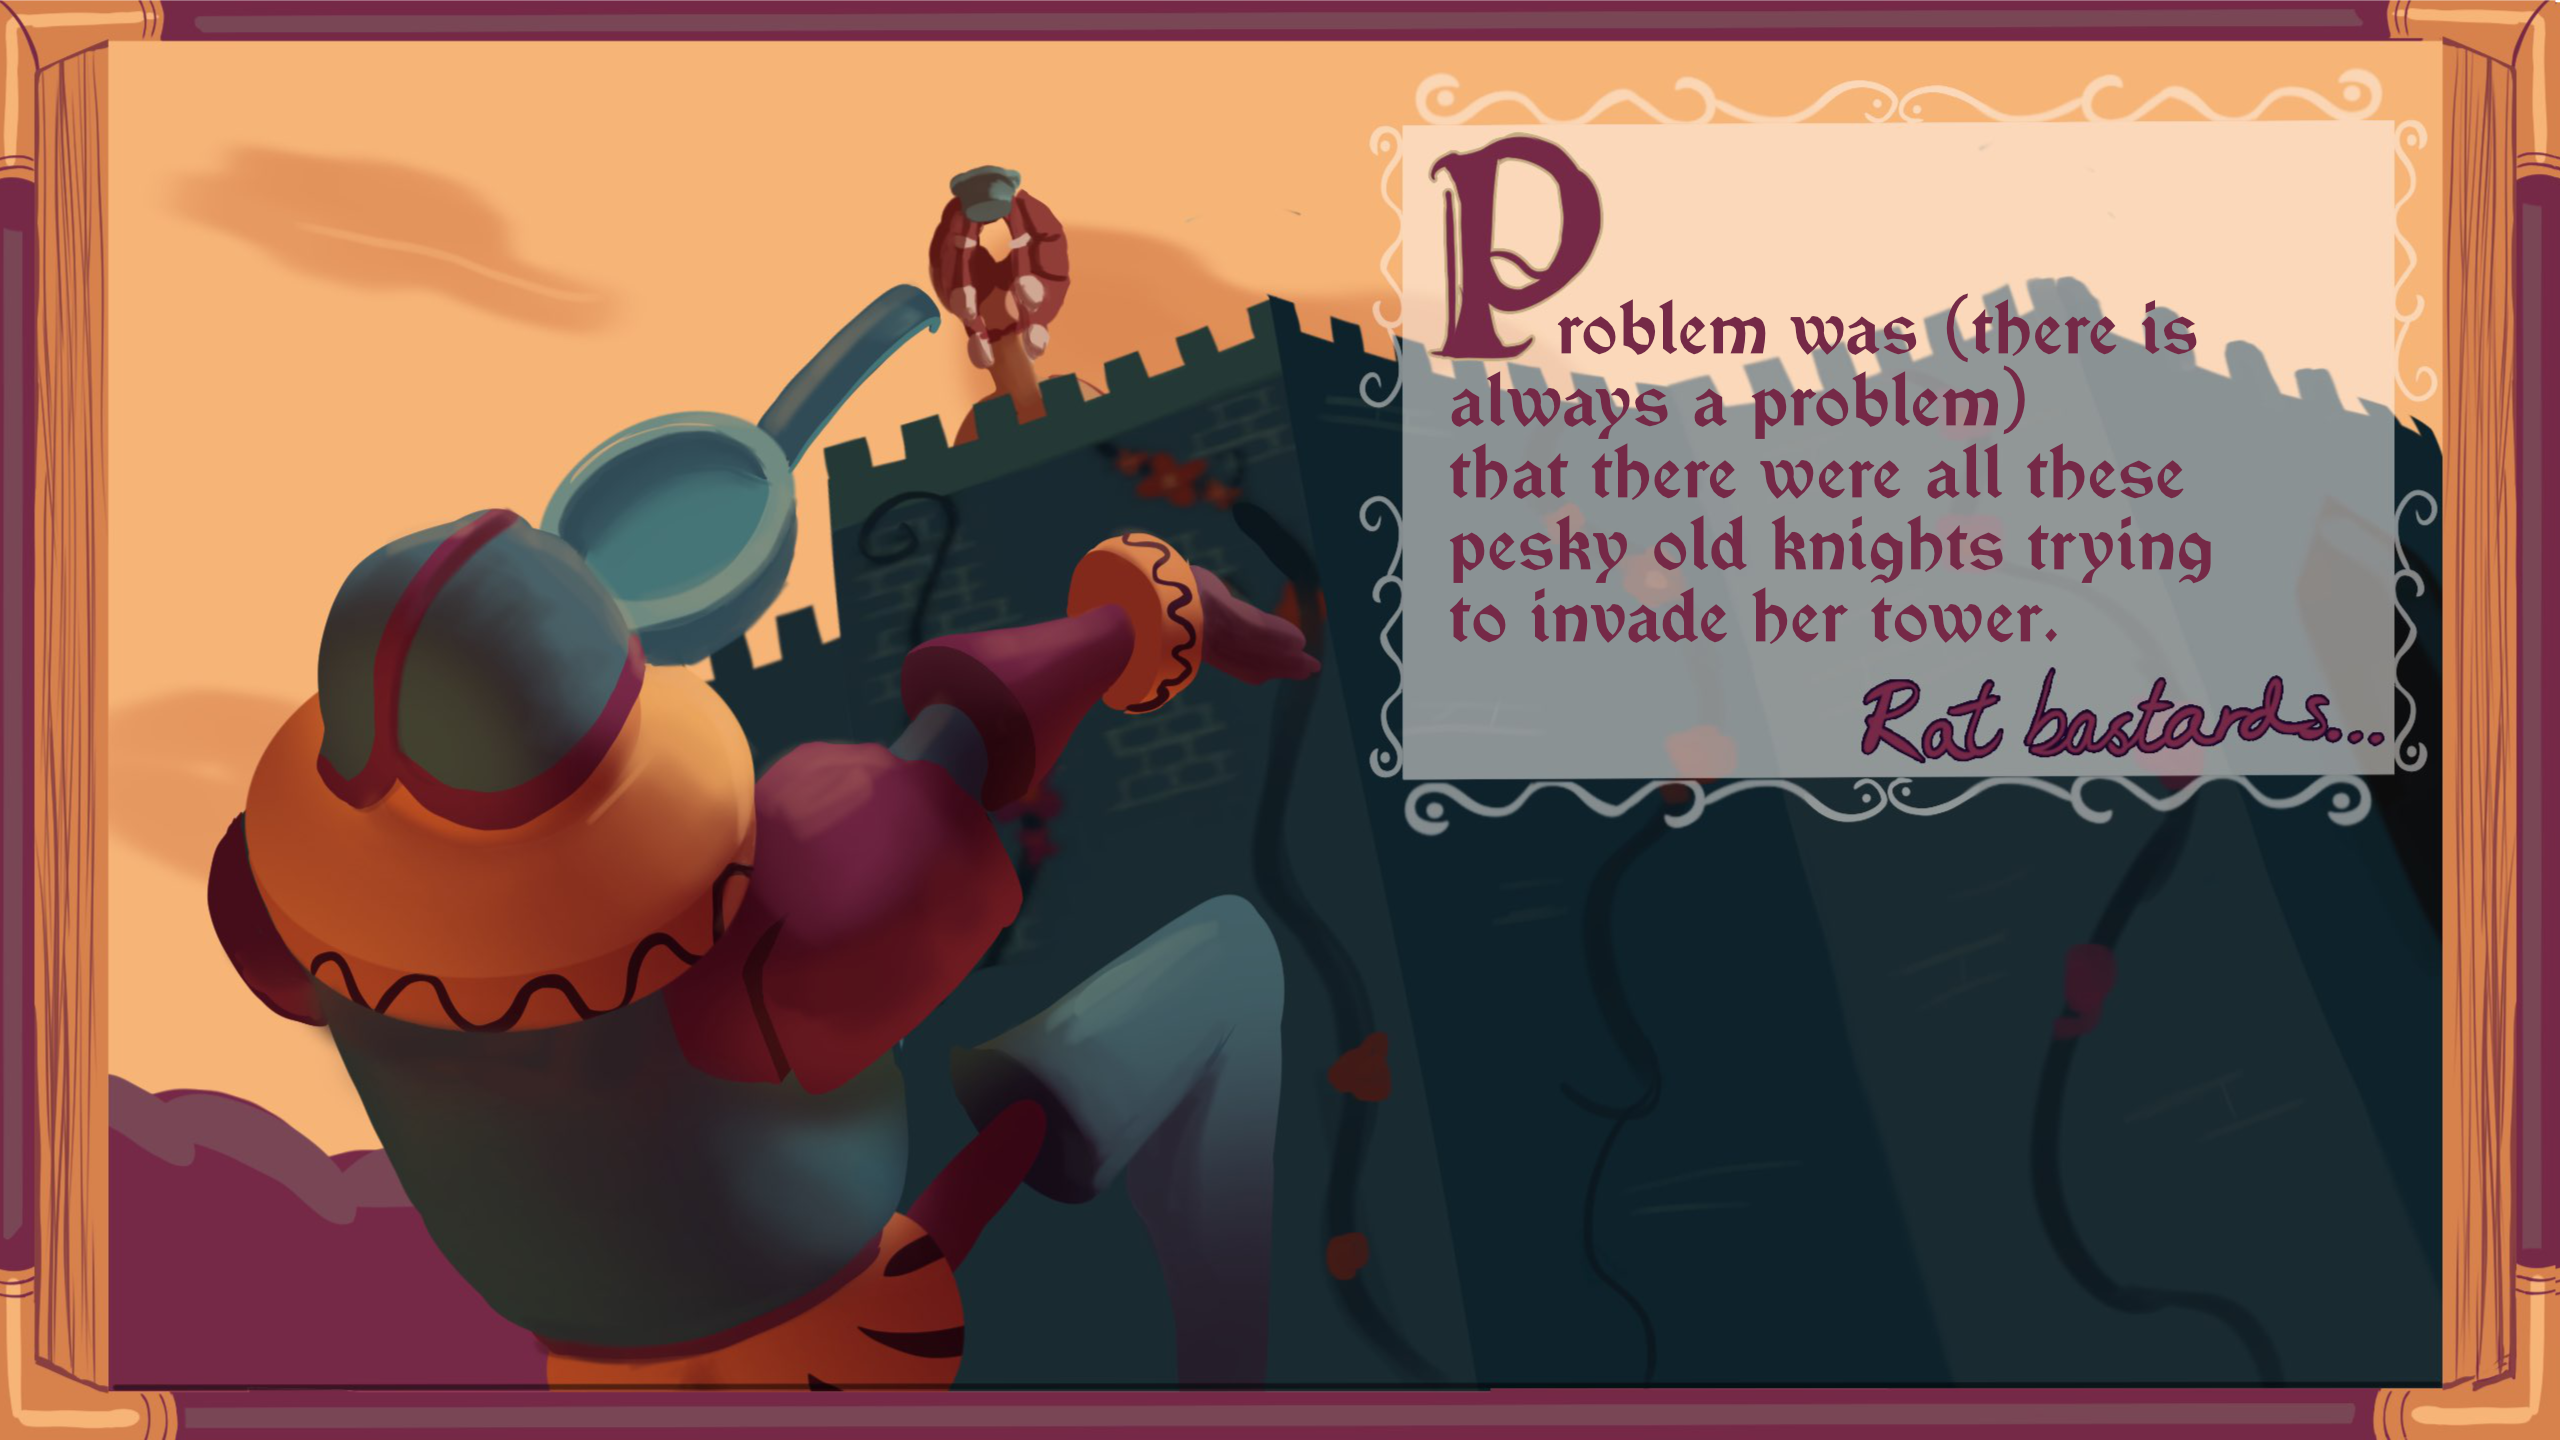 Problem was (there is
always a problem)
that there were all these
pesky old knights trying
to invade her tower.
Rat bastards...